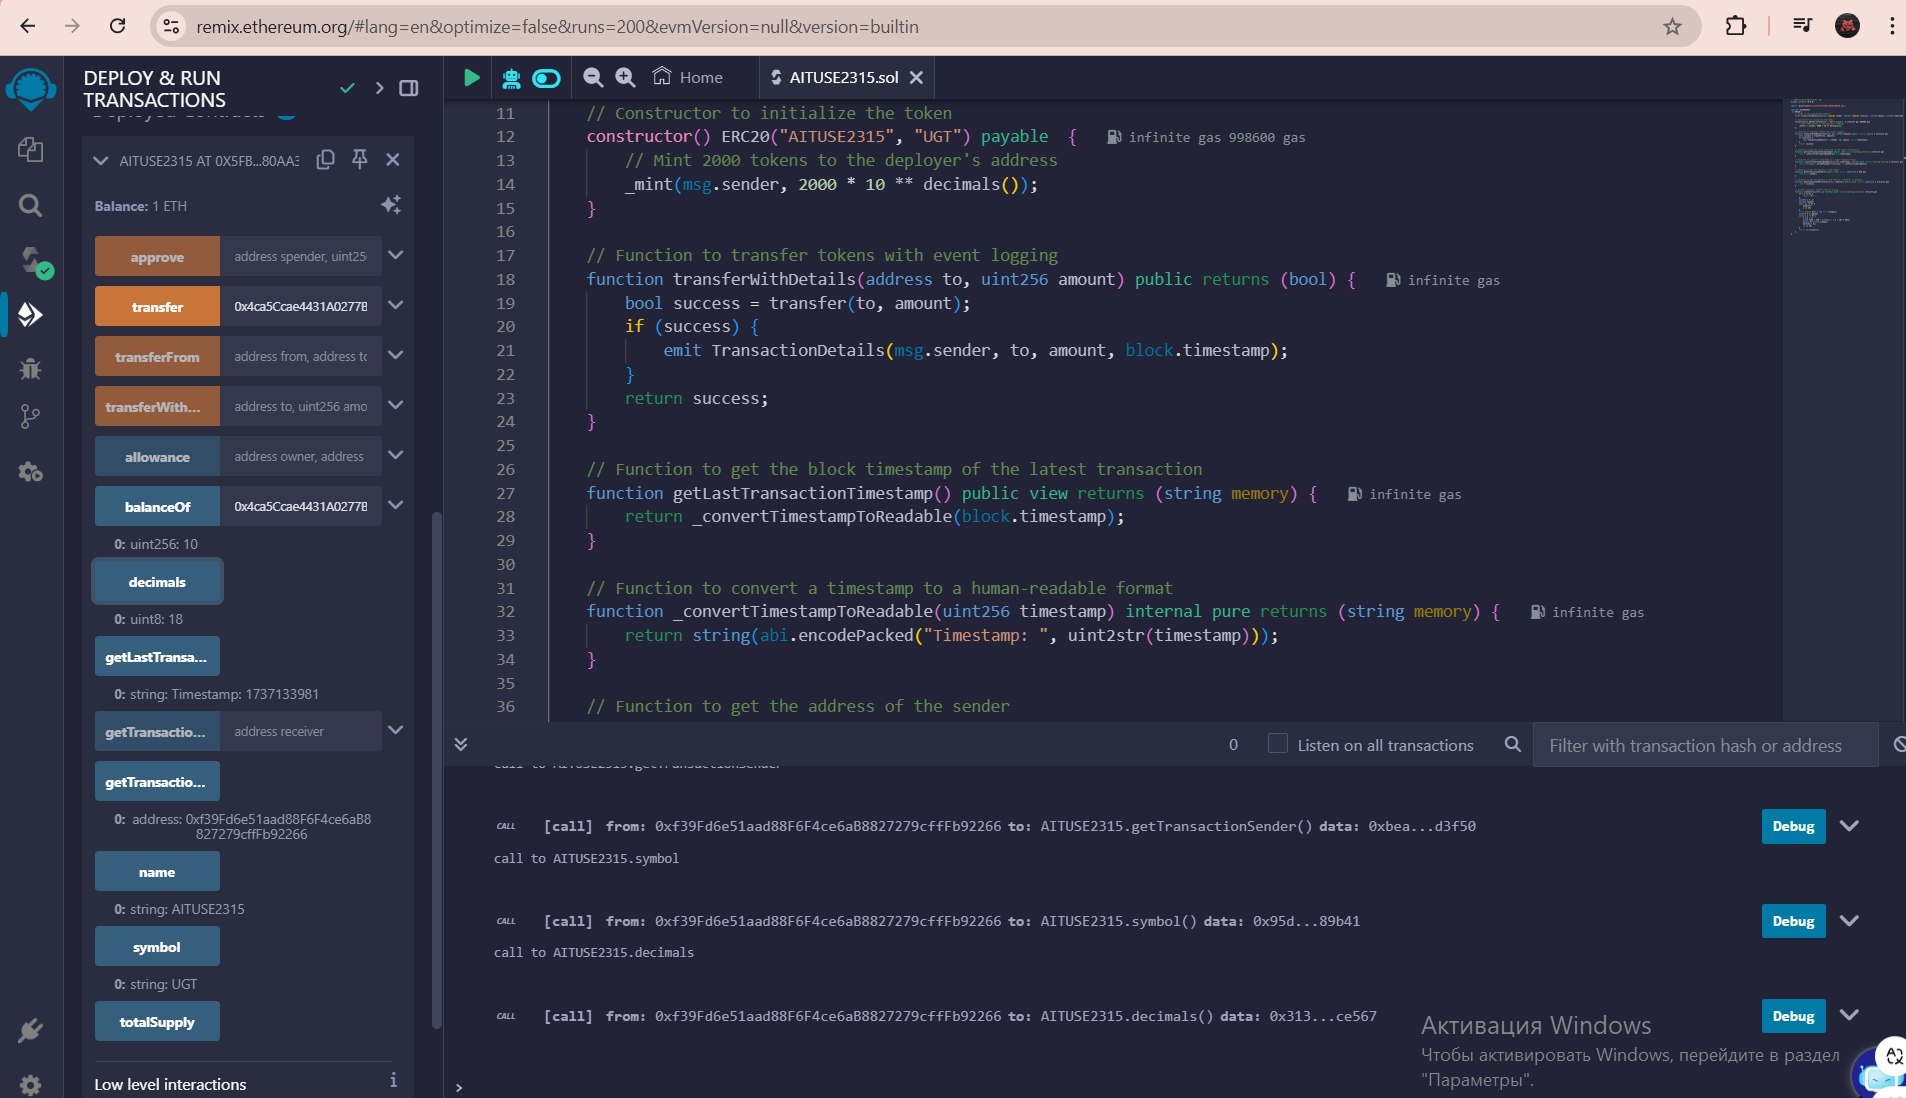 remix.ethereum.org/#lang=en&optimize=false&runs=200&evmVersion=null&version=builtin
DEPLOY & RUN
TRANSACTIONS
Deployed Contracts
AITUSE2315 AT 0X5FB...80AA3
Balance: 1 ETH
approve address spender, uint25
transfer 0x4ca5Ccae4431A0277B
transferFrom address from, address to
transferWith... address to, uint256 amo
allowance address owner, address
balanceOf 0x4ca5Ccae4431A0277B
0: uint256: 10
decimals
0: uint8: 18
getLastTransa...
0: string: Timestamp: 1737133981
getTransactio... address receiver
getTransactio...
0: address: 0xf39Fd6e51aad88F6F4ce6aB8
827279cffFb92266
name
0: string: AITUSE2315
symbol
0: string: UGT
totalSupply
Low level interactions
Home AITUSE2315.sol
11 // Constructor to initialize the token
12 constructor() ERC20("AITUSE2315", "UGT") payable { infinite gas 998600 gas
13 // Mint 2000 tokens to the deployer's address
14 _mint(msg.sender, 2000 * 10 ** decimals());
15 }
16
17 // Function to transfer tokens with event logging
18 function transferWithDetails(address to, uint256 amount) public returns (bool) { infinite gas
19 bool success = transfer(to, amount);
20 if (success) {
21 emit TransactionDetails(msg.sender, to, amount, block.timestamp);
22 }
23 return success;
24 }
25
26 // Function to get the block timestamp of the latest transaction
27 function getLastTransactionTimestamp() public view returns (string memory) { infinite gas
28 return _convertTimestampToReadable(block.timestamp);
29 }
30
31 // Function to convert a timestamp to a human-readable format
32 function _convertTimestampToReadable(uint256 timestamp) internal pure returns (string memory) { infinite gas
33 return string(abi.encodePacked("Timestamp: ", uint2str(timestamp)));
34 }
35
36 // Function to get the address of the sender
0 Listen on all transactions Filter with transaction hash or address
call to AITUSE2315.getTransactionSender
CALL [call] from: 0xf39Fd6e51aad88F6F4ce6aB8827279cffFb92266 to: AITUSE2315.getTransactionSender() data: 0xbea...d3f50 Debug
call to AITUSE2315.symbol
CALL [call] from: 0xf39Fd6e51aad88F6F4ce6aB8827279cffFb92266 to: AITUSE2315.symbol() data: 0x95d...89b41 Debug
call to AITUSE2315.decimals
CALL [call] from: 0xf39Fd6e51aad88F6F4ce6aB8827279cffFb92266 to: AITUSE2315.decimals() data: 0x313...ce567 Debug
>
Активация Windows
Чтобы активировать Windows, перейдите в раздел
"Параметры".